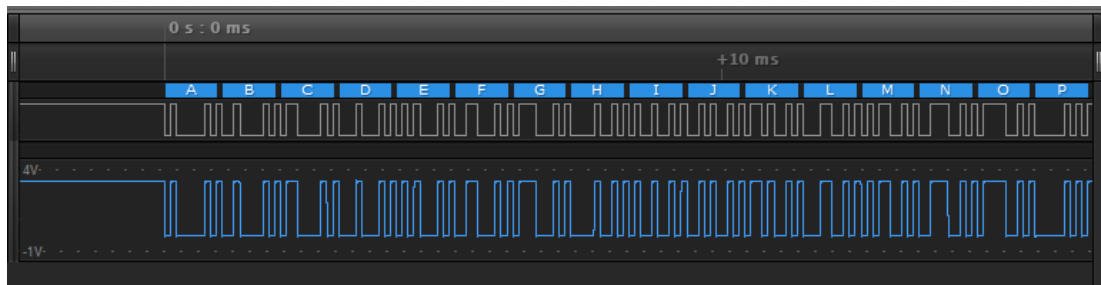 0 s : 0 ms
+10 ms
A B C D E F G H I J K L M N O P
4V
-1V